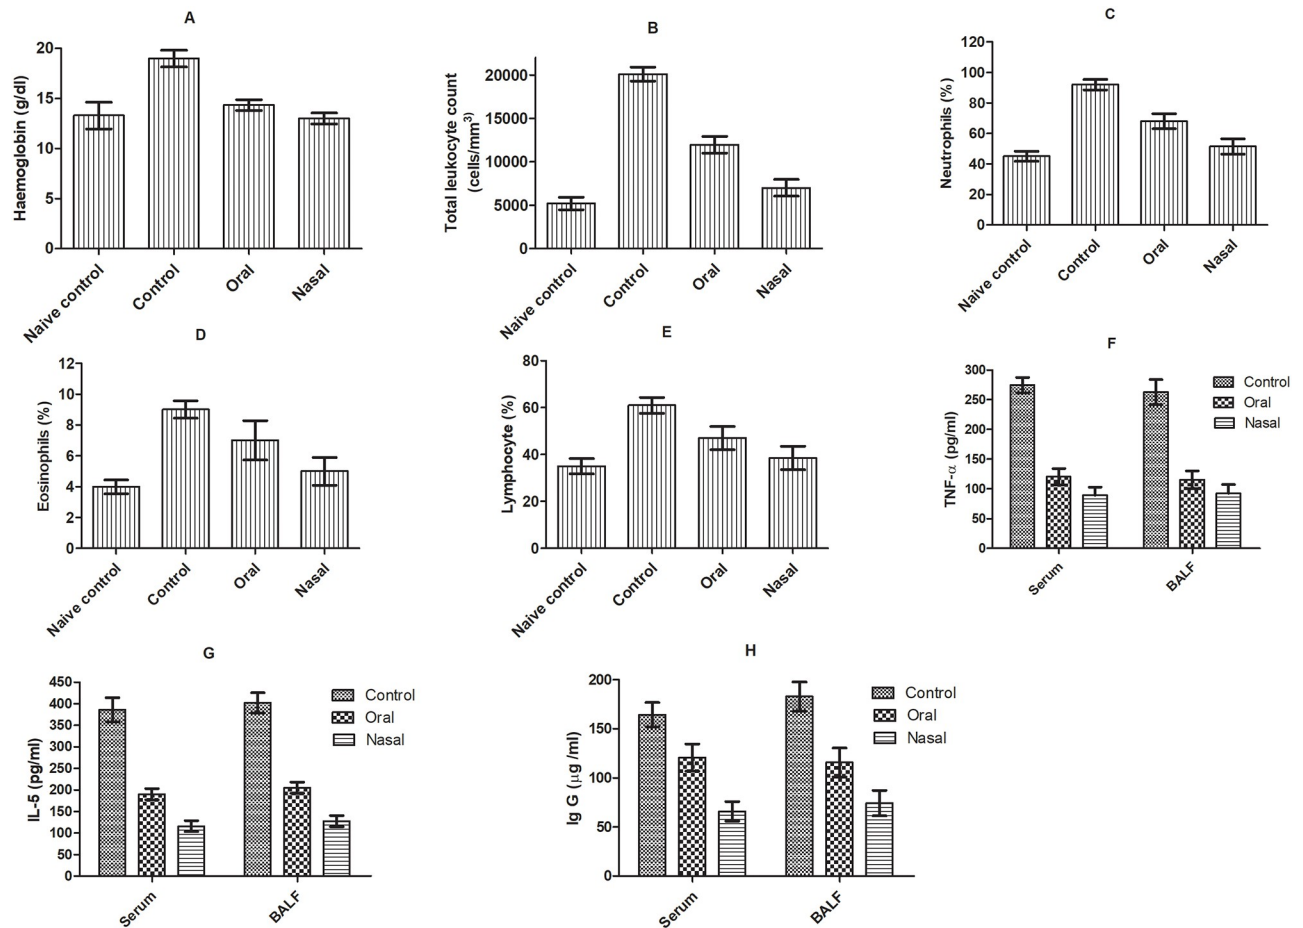 A
Haemoglobin (g/dl)
20
15
10
5
0
Naive control
Control
Oral
Nasal
B
Total leukocyte count
(cells/mm³)
20000
15000
10000
5000
0
Naive control
Control
Oral
Nasal
C
Neutrophils (%)
120
100
80
60
40
20
0
Naive control
Control
Oral
Nasal
D
Eosinophils (%)
12
10
8
6
4
2
0
Naive control
Control
Oral
Nasal
E
Lymphocyte (%)
80
60
40
20
0
Naive control
Control
Oral
Nasal
F
TNF-α (pg/ml)
300
250
200
150
100
50
0
Serum
BALF
Control
Oral
Nasal
G
IL-5 (pg/ml)
450
400
350
300
250
200
150
100
50
0
Serum
BALF
Control
Oral
Nasal
H
Ig G (µg /ml)
200
150
100
50
0
Serum
BALF
Control
Oral
Nasal